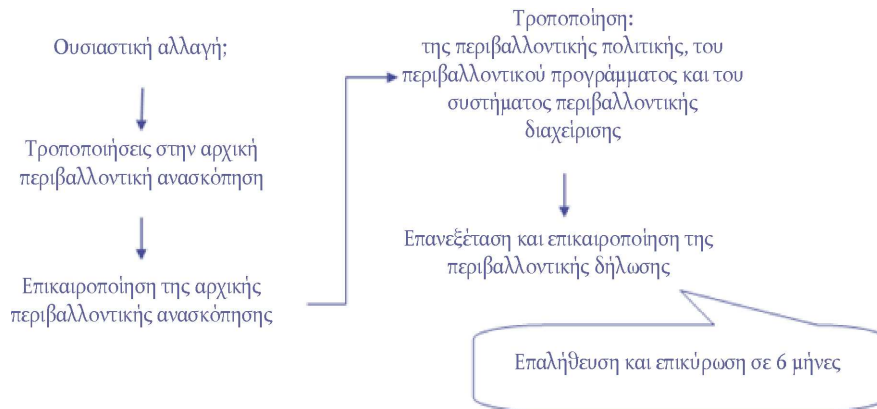 Ουσιαστική αλλαγή;
Τροποποιήσεις στην αρχική
περιβαλλοντική ανασκόπηση
Επικαιροποίηση της αρχικής
περιβαλλοντικής ανασκόπησης
Τροποποίηση:
της περιβαλλοντικής πολιτικής, του
περιβαλλοντικού προγράμματος και του
συστήματος περιβαλλοντικής
διαχείρισης
Επανεξέταση και επικαιροποίηση της
περιβαλλοντικής δήλωσης
Επαλήθευση και επικύρωση σε 6 μήνες